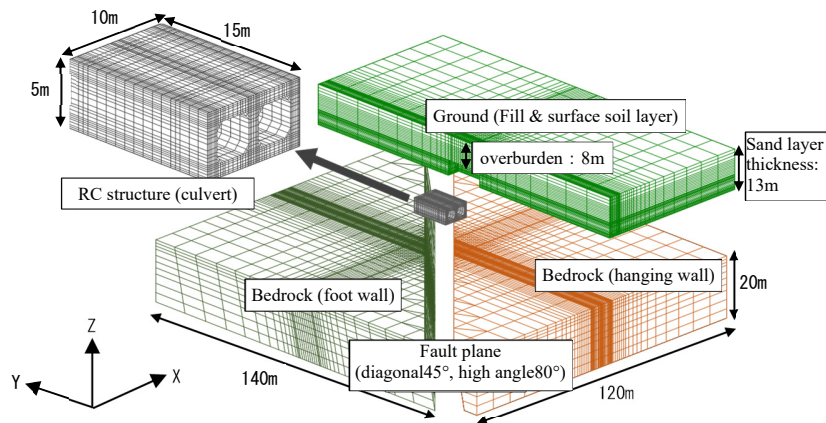 10m
15m
5m
Ground (Fill & surface soil layer)
overburden：8m
Sand layer
thickness:
13m
RC structure (culvert)
Bedrock (foot wall)
Bedrock (hanging wall)
20m
Fault plane
(diagonal45°, high angle80°)
140m
120m
Z
Y
X